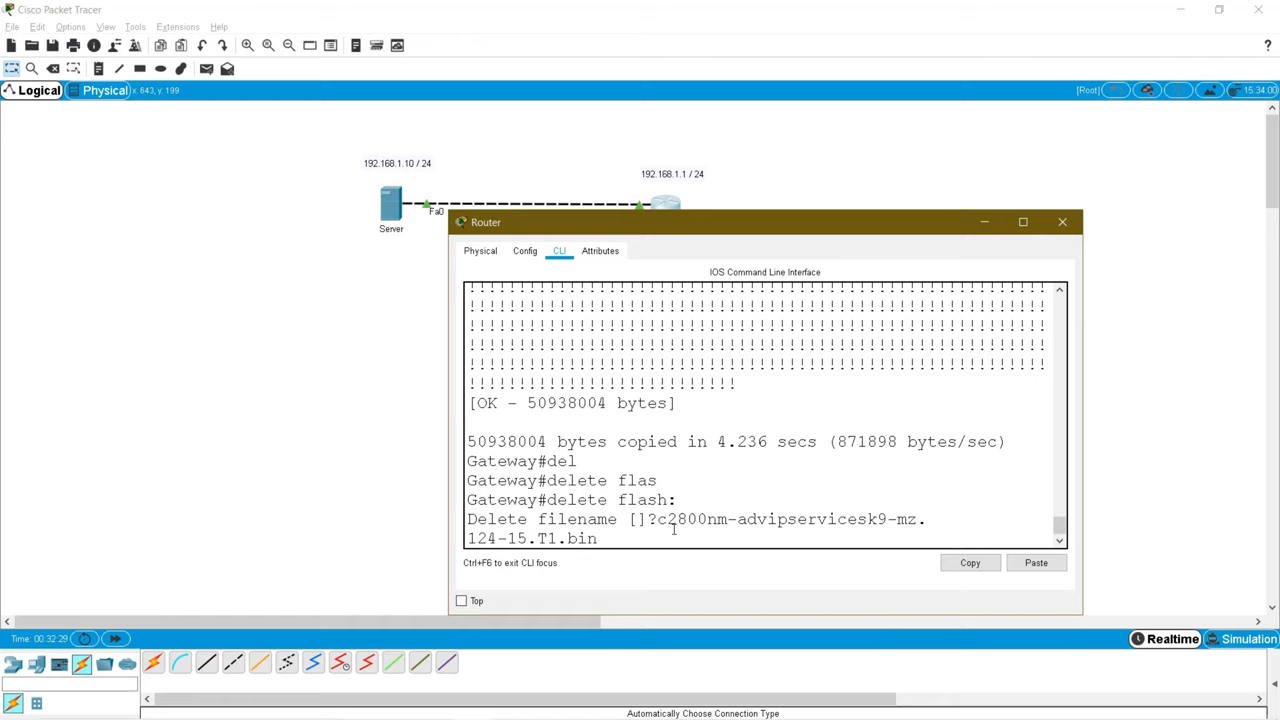 Cisco Packet Tracer
File Edit Options View Tools Extensions Help
?
Logical Physical x: 643, y: 199 [Root] 15:34:00
192.168.1.10 / 24
192.168.1.1 / 24
Fa0
Server
Router
Physical Config CLI Attributes
IOS Command Line Interface
!!!!!!!!!!!!!!!!!!!!!!!!!!!!!!!!!!!!!!!!!!!!!!!!!!!!!!!!!!
!!!!!!!!!!!!!!!!!!!!!!!!!!!!!!!!!!!!!!!!!!!!!!!!!!!!!!!!!!
!!!!!!!!!!!!!!!!!!!!!!!!!!!!!!!!!!!!!!!!!!!!!!!!!!!!!!!!!!
!!!!!!!!!!!!!!!!!!!!!!!!!!!!!!!!!!!!!!!!!!!!!!!!!!!!!!!!!!
!!!!!!!!!!!!!!!!!!!!!!!!!!!!!!!!!!!!!!!!!!!!!!!!!!!!!!!!!!
!!!!!!!!!!!!!!!!!!!!!!!!!!!
[OK - 50938004 bytes]
50938004 bytes copied in 4.236 secs (871898 bytes/sec)
Gateway#del
Gateway#delete flas
Gateway#delete flash:
Delete filename []?c2800nm-advipservicesk9-mz.
124-15.T1.bin
Ctrl+F6 to exit CLI focus
Copy Paste
Top
Time: 00:32:29 Realtime Simulation
Automatically Choose Connection Type